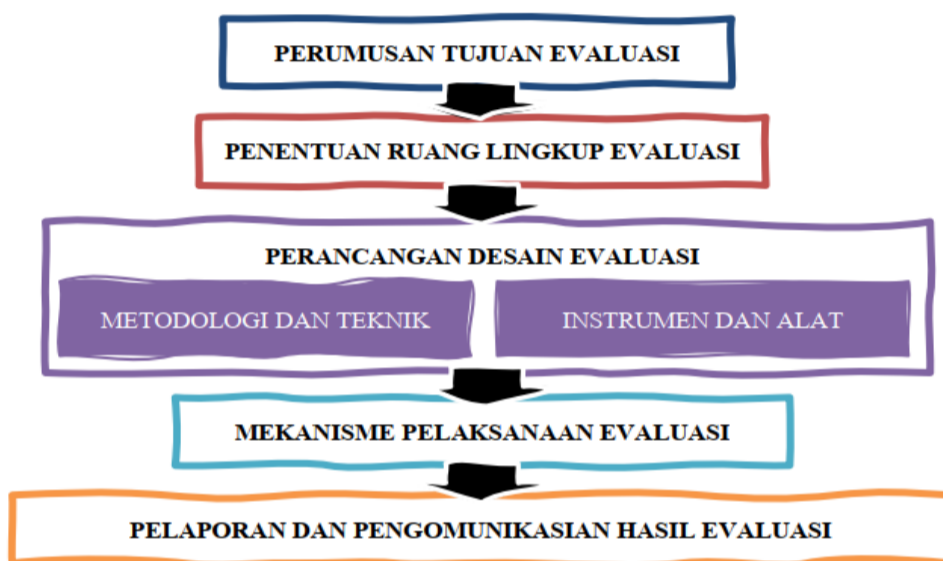 PERUMUSAN TUJUAN EVALUASI
PENENTUAN RUANG LINGKUP EVALUASI
PERANCANGAN DESAIN EVALUASI
METODOLOGI DAN TEKNIK
INSTRUMEN DAN ALAT
MEKANISME PELAKSANAAN EVALUASI
PELAPORAN DAN PENGOMUNIKASIAN HASIL EVALUASI